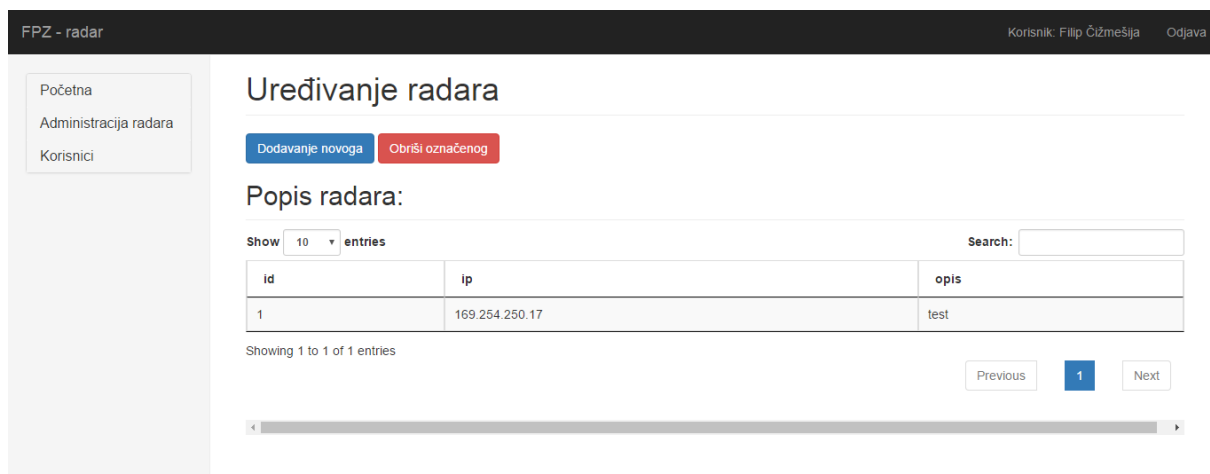 FPZ - radar Korisnik: Filip Čižmešija Odjava
Početna
Administracija radara
Korisnici
Uređivanje radara
Dodavanje novoga Obriši označenog
Popis radara:
Show 10 entries Search:
id ip opis
1 169.254.250.17 test
Showing 1 to 1 of 1 entries
Previous 1 Next